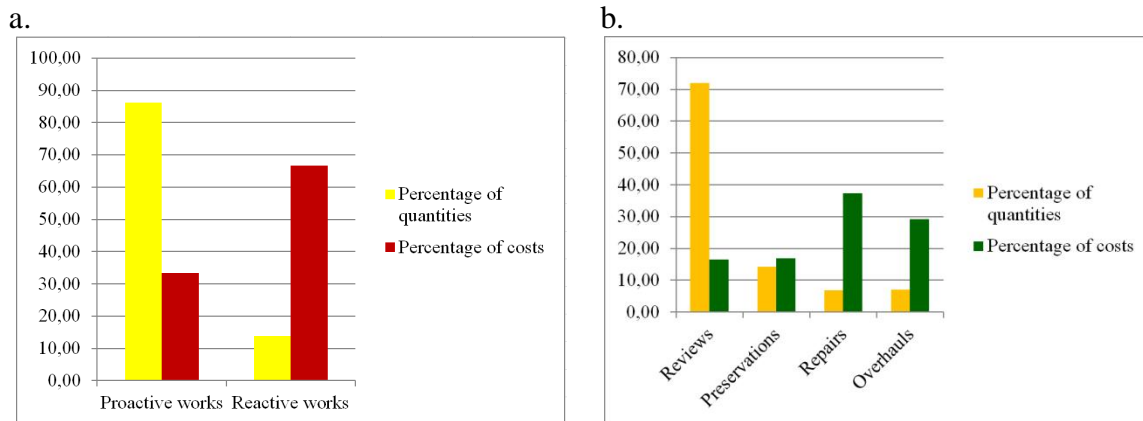 a.
100,00
90,00
80,00
70,00
60,00
50,00
40,00
30,00
20,00
10,00
0,00
Proactive works
Reactive works
Percentage of
quantities
Percentage of costs
b.
80,00
70,00
60,00
50,00
40,00
30,00
20,00
10,00
0,00
Reviews
Preservations
Repairs
Overhauls
Percentage of
quantities
Percentage of costs